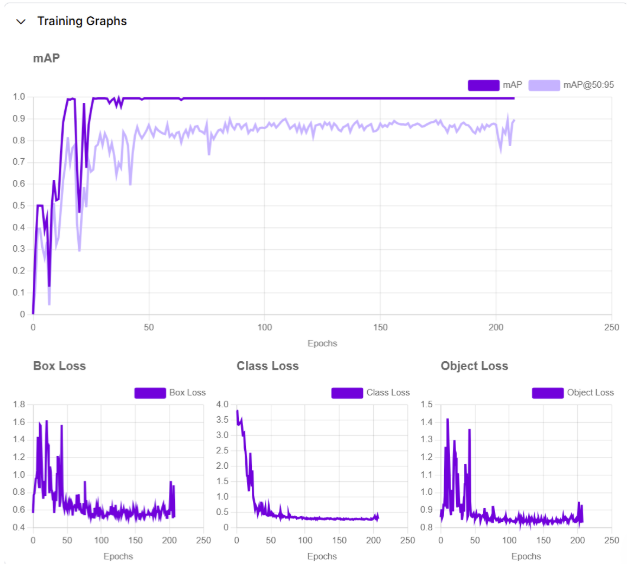 Training Graphs
mAP
mAP mAP@50:95
1.0
0.9
0.8
0.7
0.6
0.5
0.4
0.3
0.2
0.1
0
0 50 100 150 200 250
Epochs
Box Loss
Box Loss
1.8
1.6
1.4
1.2
1.0
0.8
0.6
0.4
0 50 100 150 200 250
Epochs
Class Loss
Class Loss
4.0
3.5
3.0
2.5
2.0
1.5
1.0
0.5
0
0 50 100 150 200 250
Epochs
Object Loss
Object Loss
1.5
1.4
1.3
1.2
1.1
1.0
0.9
0.8
0 50 100 150 200 250
Epochs